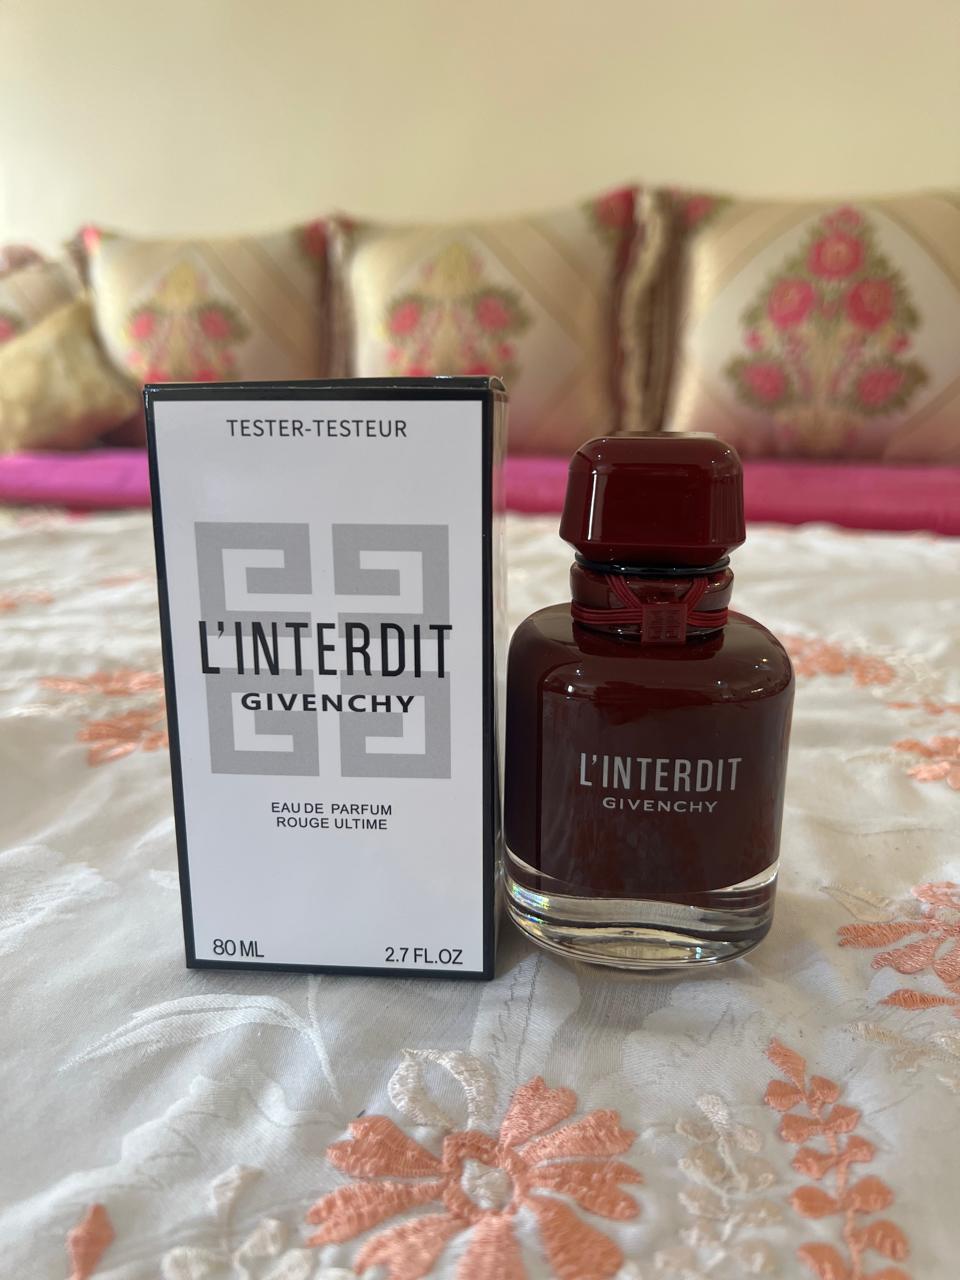 TESTER-TESTEUR
L'INTERDIT
GIVENCHY
EAU DE PARFUM
ROUGE ULTIME
80 ML 2.7 FL.OZ
L'INTERDIT
GIVENCHY